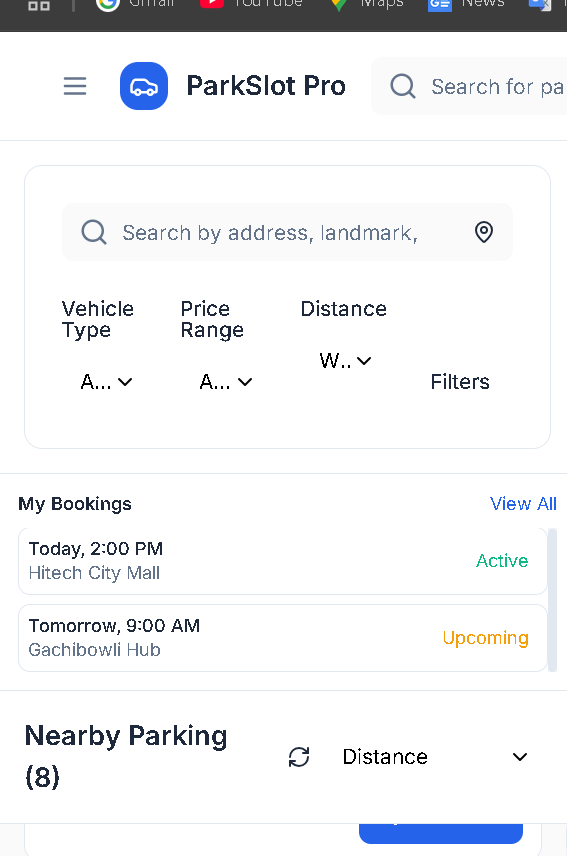 Gmail YouTube Maps News
ParkSlot Pro Search for pa
Search by address, landmark,
Vehicle Type Price Range Distance
A... A... W.. Filters
My Bookings View All
Today, 2:00 PM
Hitech City Mall Active
Tomorrow, 9:00 AM
Gachibowli Hub Upcoming
Nearby Parking
(8) Distance